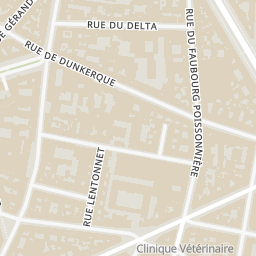 RUE DU DELTA
RUE DE DUNKERQUE
RUE DU FAUBOURG POISSONNIÈRE
RUE LENTONNET
Clinique Vétérinaire